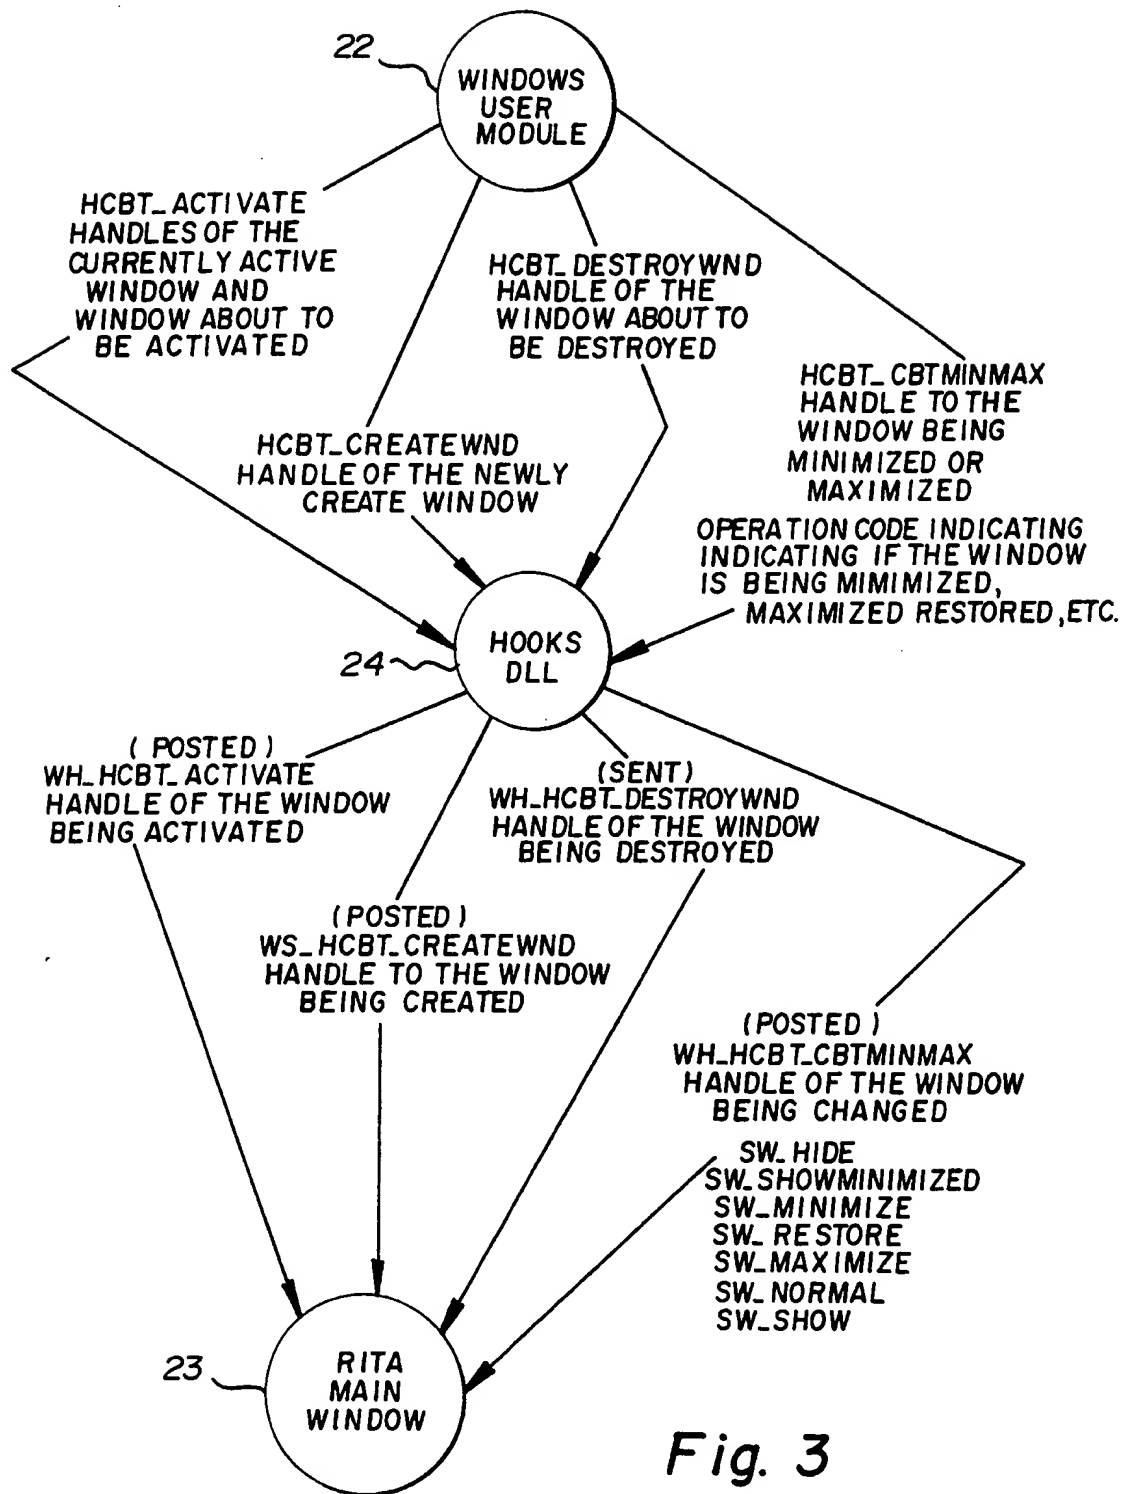 22
WINDOWS
USER
MODULE
HCBT_ACTIVATE
HANDLES OF THE
CURRENTLY ACTIVE
WINDOW AND
WINDOW ABOUT TO
BE ACTIVATED
HCBT_DESTROYWND
HANDLE OF THE
WINDOW ABOUT TO
BE DESTROYED
HCBT_CBTMINMAX
HANDLE TO THE
WINDOW BEING
MINIMIZED OR
MAXIMIZED
HCBT_CREATEWND
HANDLE OF THE NEWLY
CREATE WINDOW
OPERATION CODE INDICATING
INDICATING IF THE WINDOW
IS BEING MIMIMIZED,
MAXIMIZED RESTORED, ETC.
HOOKS
DLL
24
(POSTED)
WH_HCBT_ACTIVATE
HANDLE OF THE WINDOW
BEING ACTIVATED
(SENT)
WH_HCBT_DESTROYWND
HANDLE OF THE WINDOW
BEING DESTROYED
(POSTED)
WS_HCBT_CREATEWND
HANDLE TO THE WINDOW
BEING CREATED
(POSTED)
WH_HCBT_CBTMINMAX
HANDLE OF THE WINDOW
BEING CHANGED
SW_HIDE
SW_SHOWMINIMIZED
SW_MINIMIZE
SW_RESTORE
SW_MAXIMIZE
SW_NORMAL
SW_SHOW
23
RITA
MAIN
WINDOW
Fig. 3